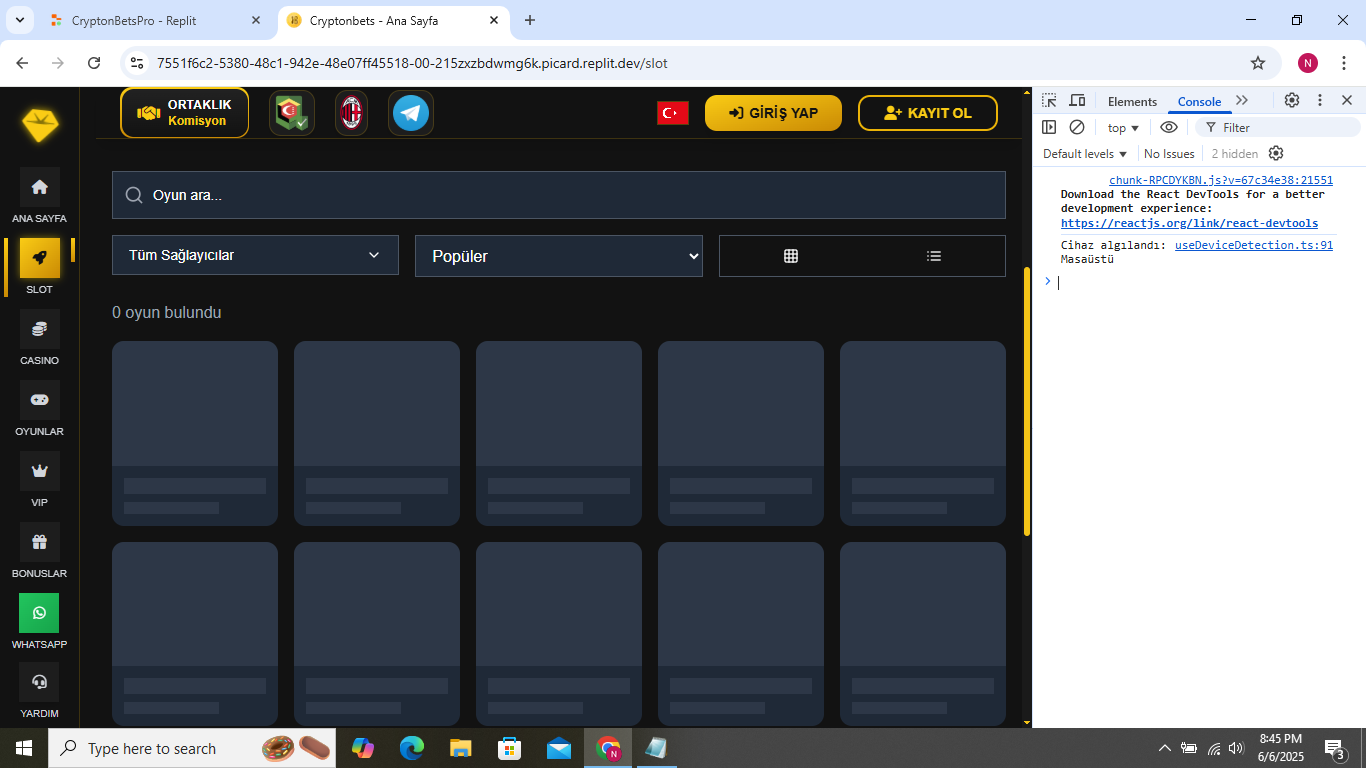 CryptonBetsPro - Replit
Cryptonbets - Ana Sayfa
7551f6c2-5380-48c1-942e-48e07ff45518-00-215zxzbdwmg6k.picard.replit.dev/slot
N
ORTAKLIK
Komisyon
GİRİŞ YAP
KAYIT OL
ANA SAYFA
SLOT
CASINO
OYUNLAR
VIP
BONUSLAR
WHATSAPP
YARDIM
Oyun ara...
Tüm Sağlayıcılar
Popüler
0 oyun bulundu
Elements
Console
top
Filter
Default levels
No Issues
2 hidden
chunk-RPCDYKBN.js?v=67c34e38:21551
Download the React DevTools for a better
development experience:
https://reactjs.org/link/react-devtools
Cihaz algılandı: useDeviceDetection.ts:91
Masaüstü
Type here to search
N
8:45 PM
6/6/2025
3